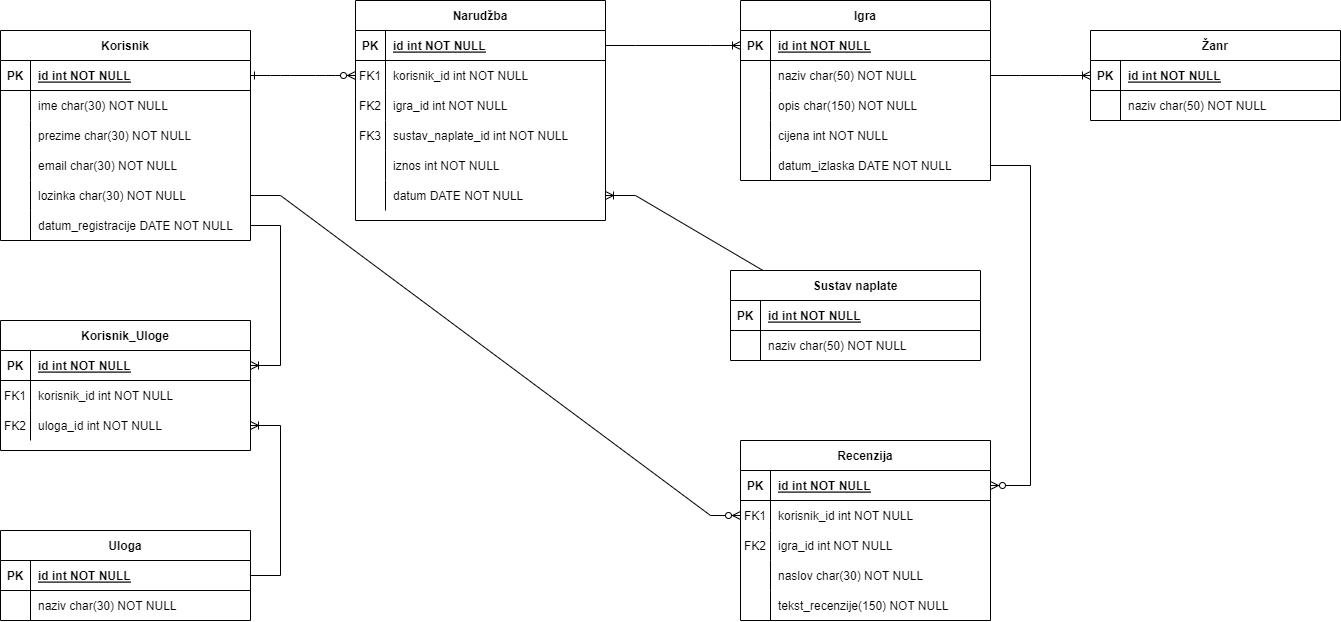 Korisnik
PK id int NOT NULL
ime char(30) NOT NULL
prezime char(30) NOT NULL
email char(30) NOT NULL
lozinka char(30) NOT NULL
datum_registracije DATE NOT NULL
Narudžba
PK id int NOT NULL
FK1 korisnik_id int NOT NULL
FK2 igra_id int NOT NULL
FK3 sustav_naplate_id int NOT NULL
iznos int NOT NULL
datum DATE NOT NULL
Igra
PK id int NOT NULL
naziv char(50) NOT NULL
opis char(150) NOT NULL
cijena int NOT NULL
datum_izlaska DATE NOT NULL
Žanr
PK id int NOT NULL
naziv char(50) NOT NULL
Sustav naplate
PK id int NOT NULL
naziv char(50) NOT NULL
Korisnik_Uloge
PK id int NOT NULL
FK1 korisnik_id int NOT NULL
FK2 uloga_id int NOT NULL
Recenzija
PK id int NOT NULL
FK1 korisnik_id int NOT NULL
FK2 igra_id int NOT NULL
naslov char(30) NOT NULL
tekst_recenzije(150) NOT NULL
Uloga
PK id int NOT NULL
naziv char(30) NOT NULL